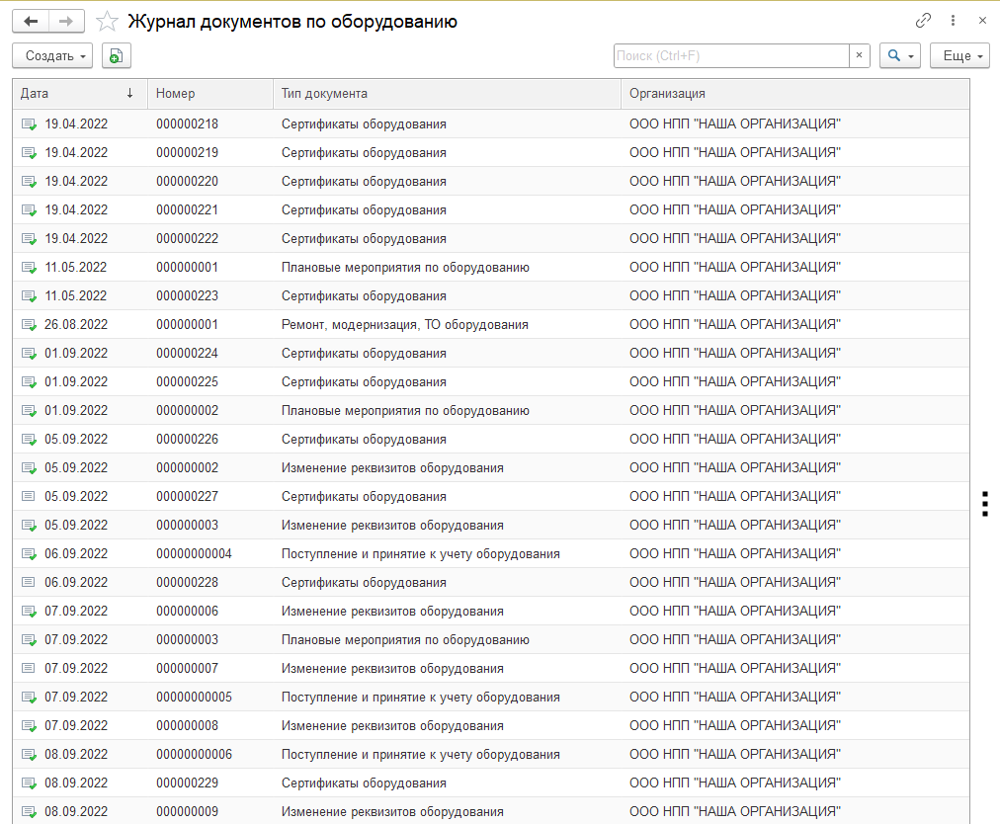 Журнал документов по оборудованию
Создать Поиск (Ctrl+F) × Еще
Дата ↓ Номер Тип документа Организация
19.04.2022 000000218 Сертификаты оборудования ООО НПП "НАША ОРГАНИЗАЦИЯ"
19.04.2022 000000219 Сертификаты оборудования ООО НПП "НАША ОРГАНИЗАЦИЯ"
19.04.2022 000000220 Сертификаты оборудования ООО НПП "НАША ОРГАНИЗАЦИЯ"
19.04.2022 000000221 Сертификаты оборудования ООО НПП "НАША ОРГАНИЗАЦИЯ"
19.04.2022 000000222 Сертификаты оборудования ООО НПП "НАША ОРГАНИЗАЦИЯ"
11.05.2022 000000001 Плановые мероприятия по оборудованию ООО НПП "НАША ОРГАНИЗАЦИЯ"
11.05.2022 000000223 Сертификаты оборудования ООО НПП "НАША ОРГАНИЗАЦИЯ"
26.08.2022 000000001 Ремонт, модернизация, ТО оборудования ООО НПП "НАША ОРГАНИЗАЦИЯ"
01.09.2022 000000224 Сертификаты оборудования ООО НПП "НАША ОРГАНИЗАЦИЯ"
01.09.2022 000000225 Сертификаты оборудования ООО НПП "НАША ОРГАНИЗАЦИЯ"
01.09.2022 000000002 Плановые мероприятия по оборудованию ООО НПП "НАША ОРГАНИЗАЦИЯ"
05.09.2022 000000226 Сертификаты оборудования ООО НПП "НАША ОРГАНИЗАЦИЯ"
05.09.2022 000000002 Изменение реквизитов оборудования ООО НПП "НАША ОРГАНИЗАЦИЯ"
05.09.2022 000000227 Сертификаты оборудования ООО НПП "НАША ОРГАНИЗАЦИЯ"
05.09.2022 000000003 Изменение реквизитов оборудования ООО НПП "НАША ОРГАНИЗАЦИЯ"
06.09.2022 00000000004 Поступление и принятие к учету оборудования ООО НПП "НАША ОРГАНИЗАЦИЯ"
06.09.2022 000000228 Сертификаты оборудования ООО НПП "НАША ОРГАНИЗАЦИЯ"
07.09.2022 000000006 Изменение реквизитов оборудования ООО НПП "НАША ОРГАНИЗАЦИЯ"
07.09.2022 000000003 Плановые мероприятия по оборудованию ООО НПП "НАША ОРГАНИЗАЦИЯ"
07.09.2022 000000007 Изменение реквизитов оборудования ООО НПП "НАША ОРГАНИЗАЦИЯ"
07.09.2022 00000000005 Поступление и принятие к учету оборудования ООО НПП "НАША ОРГАНИЗАЦИЯ"
07.09.2022 000000008 Изменение реквизитов оборудования ООО НПП "НАША ОРГАНИЗАЦИЯ"
08.09.2022 00000000006 Поступление и принятие к учету оборудования ООО НПП "НАША ОРГАНИЗАЦИЯ"
08.09.2022 000000229 Сертификаты оборудования ООО НПП "НАША ОРГАНИЗАЦИЯ"
08.09.2022 000000009 Изменение реквизитов оборудования ООО НПП "НАША ОРГАНИЗАЦИЯ"